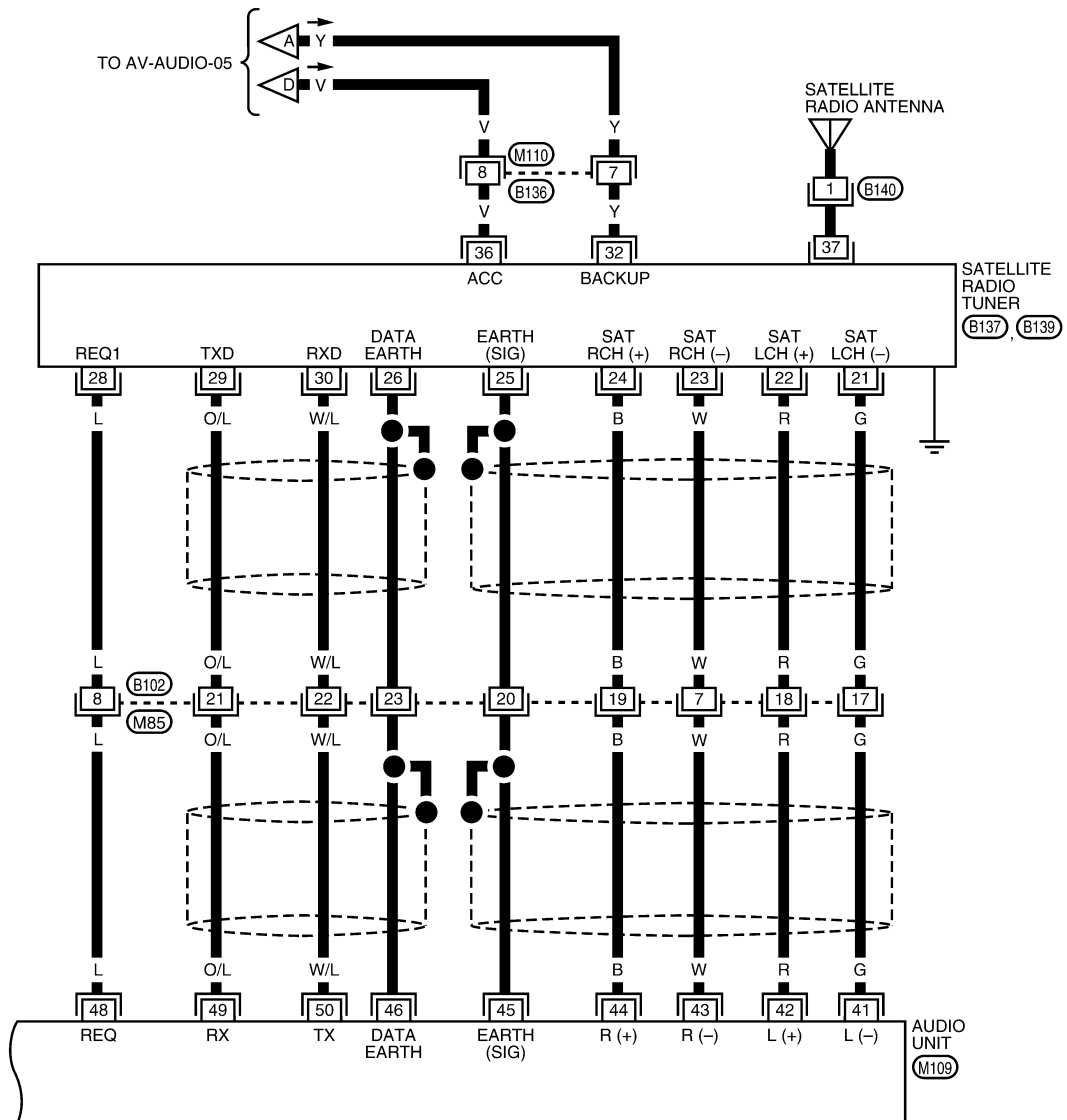 A Y
TO AV-AUDIO-05
D V
SATELLITE
RADIO ANTENNA
V Y
8 M110 7 1 B140
B136
V Y
36 32 37
ACC BACKUP
SATELLITE
RADIO
TUNER
B137 , B139
REQ1 TXD RXD DATA
EARTH EARTH
(SIG) SAT
RCH (+) SAT
RCH (–) SAT
LCH (+) SAT
LCH (–)
28 29 30 26 25 24 23 22 21
L O/L W/L B W R G
L O/L W/L B W R G
8 B102 21 22 23 20 19 7 18 17
M85
L O/L W/L B W R G
L O/L W/L B W R G
48 49 50 46 45 44 43 42 41
REQ RX TX DATA
EARTH EARTH
(SIG) R (+) R (–) L (+) L (–)
AUDIO
UNIT
M109